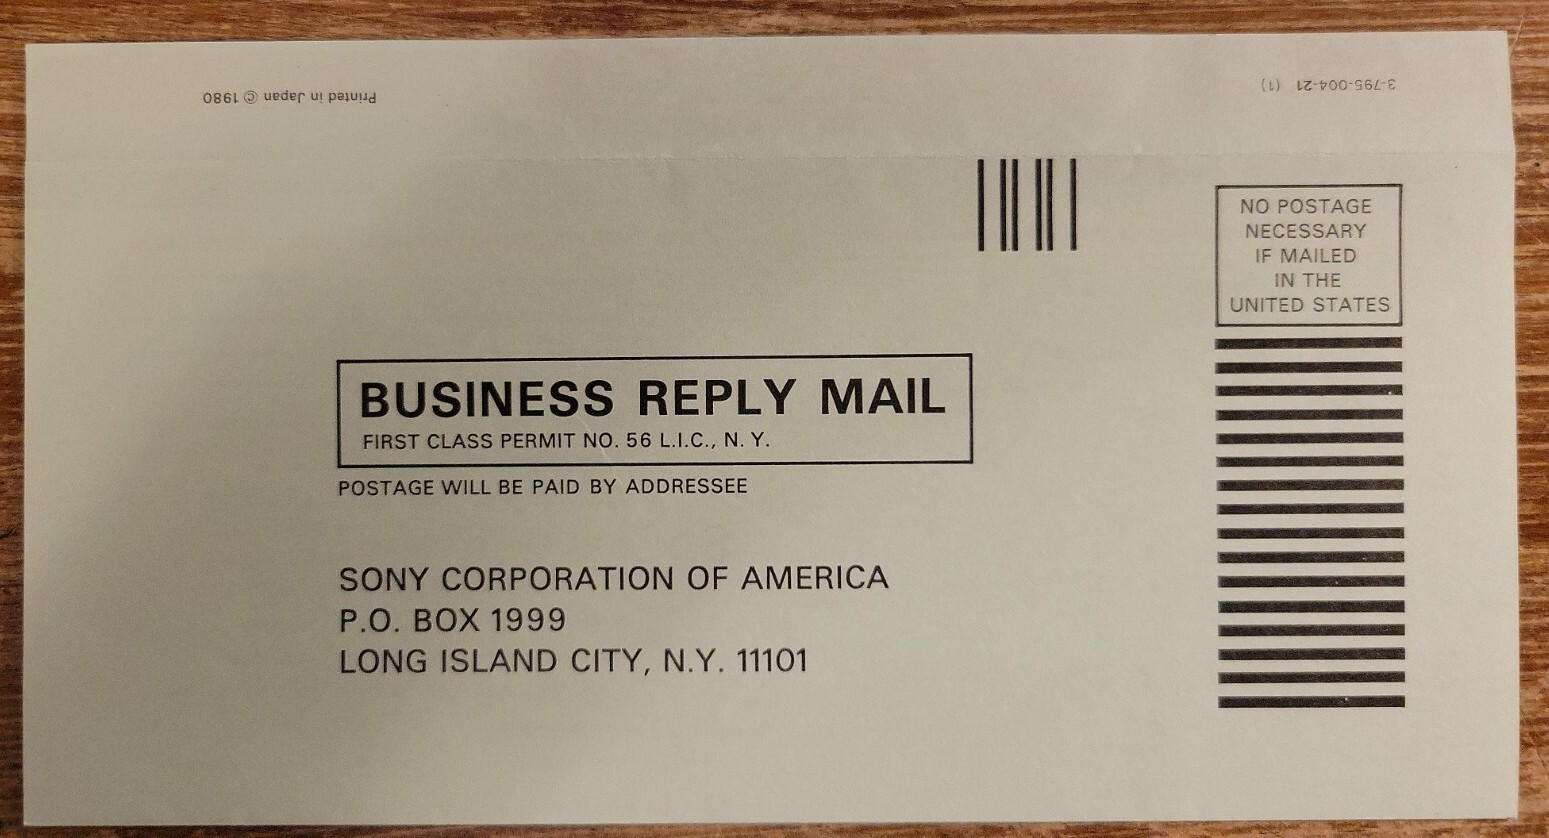 Printed in Japan © 1980
3-795-004-21 (1)
NO POSTAGE
NECESSARY
IF MAILED
IN THE
UNITED STATES
BUSINESS REPLY MAIL
FIRST CLASS PERMIT NO. 56 L.I.C., N. Y.
POSTAGE WILL BE PAID BY ADDRESSEE
SONY CORPORATION OF AMERICA
P.O. BOX 1999
LONG ISLAND CITY, N.Y. 11101